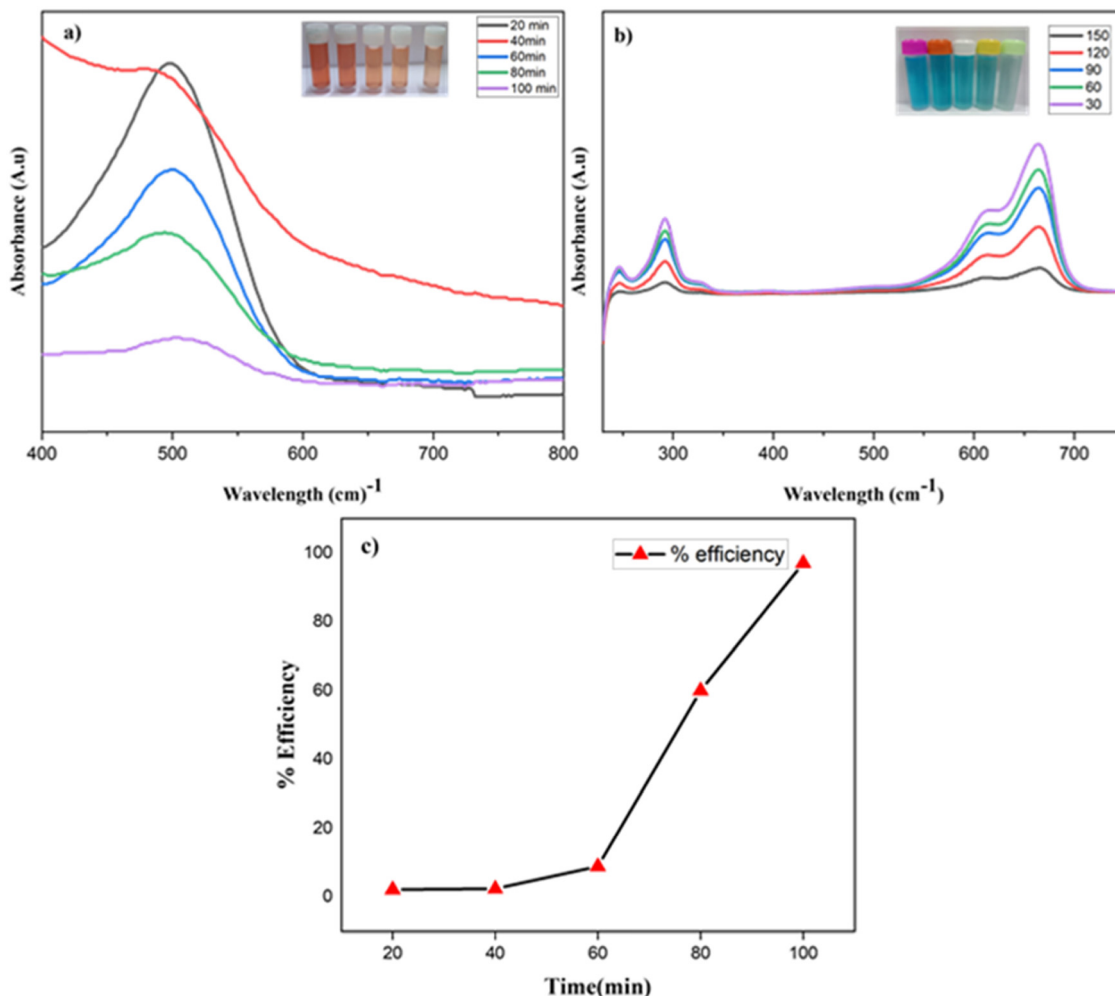 a)
20 min
40min
60min
80min
100 min
Absorbance (A.u)
400 500 600 700 800
Wavelength (cm)-1
b)
150
120
90
60
30
Absorbance (A.u)
300 400 500 600 700
Wavelength (cm-1)
c)
% efficiency
100
80
60
40
20
0
% Efficiency
20 40 60 80 100
Time(min)